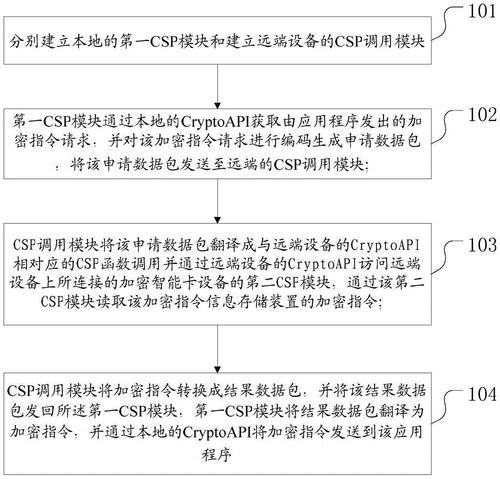 101
分别建立本地的第一CSP模块和建立远端设备的CSP调用模块
102
第一CSP模块通过本地的CryptoAPI获取由应用程序发出的加
密指令请求，并对该加密指令请求进行编码生成申请数据包
；将该申请数据包发送至远端的CSP调用模块；
103
CSP调用模块将该申请数据包翻译成与远端设备的CryptoAPI
相对应的CSP函数调用并通过远端设备的CryptoAPI访问远端
设备上所连接的加密智能卡设备的第二CSP模块，通过该第二
CSP模块读取该加密指令信息存储装置的加密指令；
104
CSP调用模块将加密指令转换成结果数据包，并将该结果数据
包发回所述第一CSP模块，第一CSP模块将结果数据包翻译为
加密指令，并通过本地的CryptoAPI将加密指令发送到该应用
程序